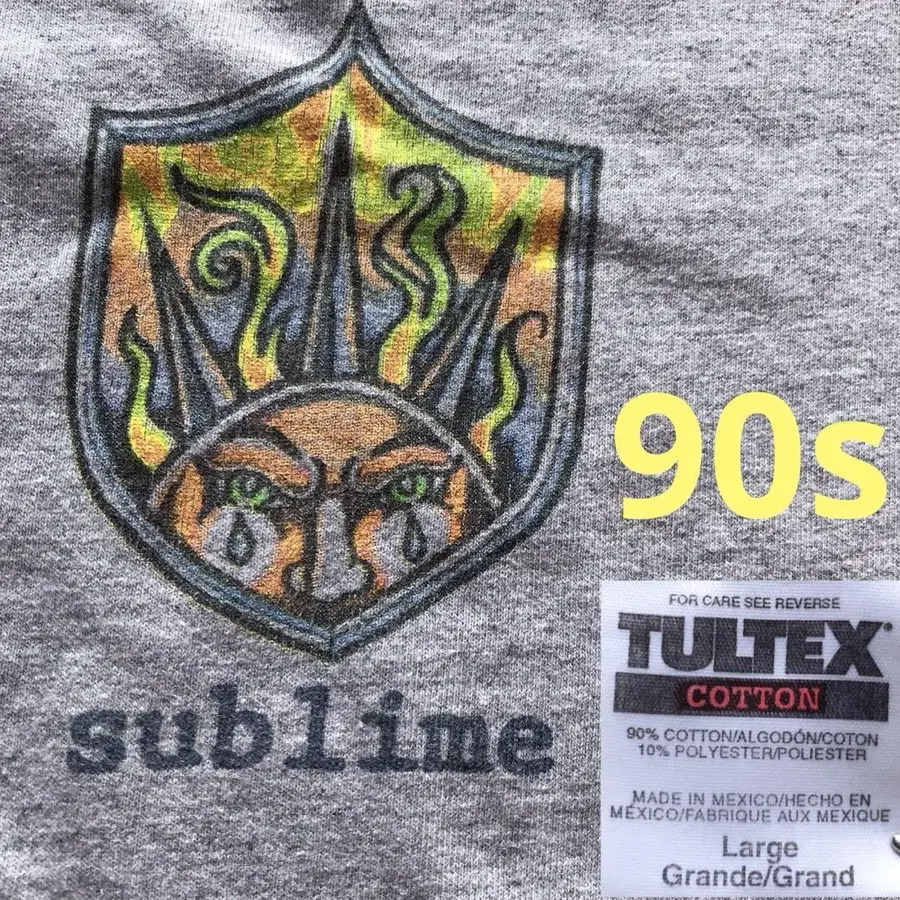 90s
sublime
FOR CARE SEE REVERSE
TULTEX®
COTTON
90% COTTON/ALGODÓN/COTON
10% POLYESTER/POLIESTER
MADE IN MEXICO/HECHO EN
MÉXICO/FABRIQUE AUX MEXIQUE
Large
Grande/Grand